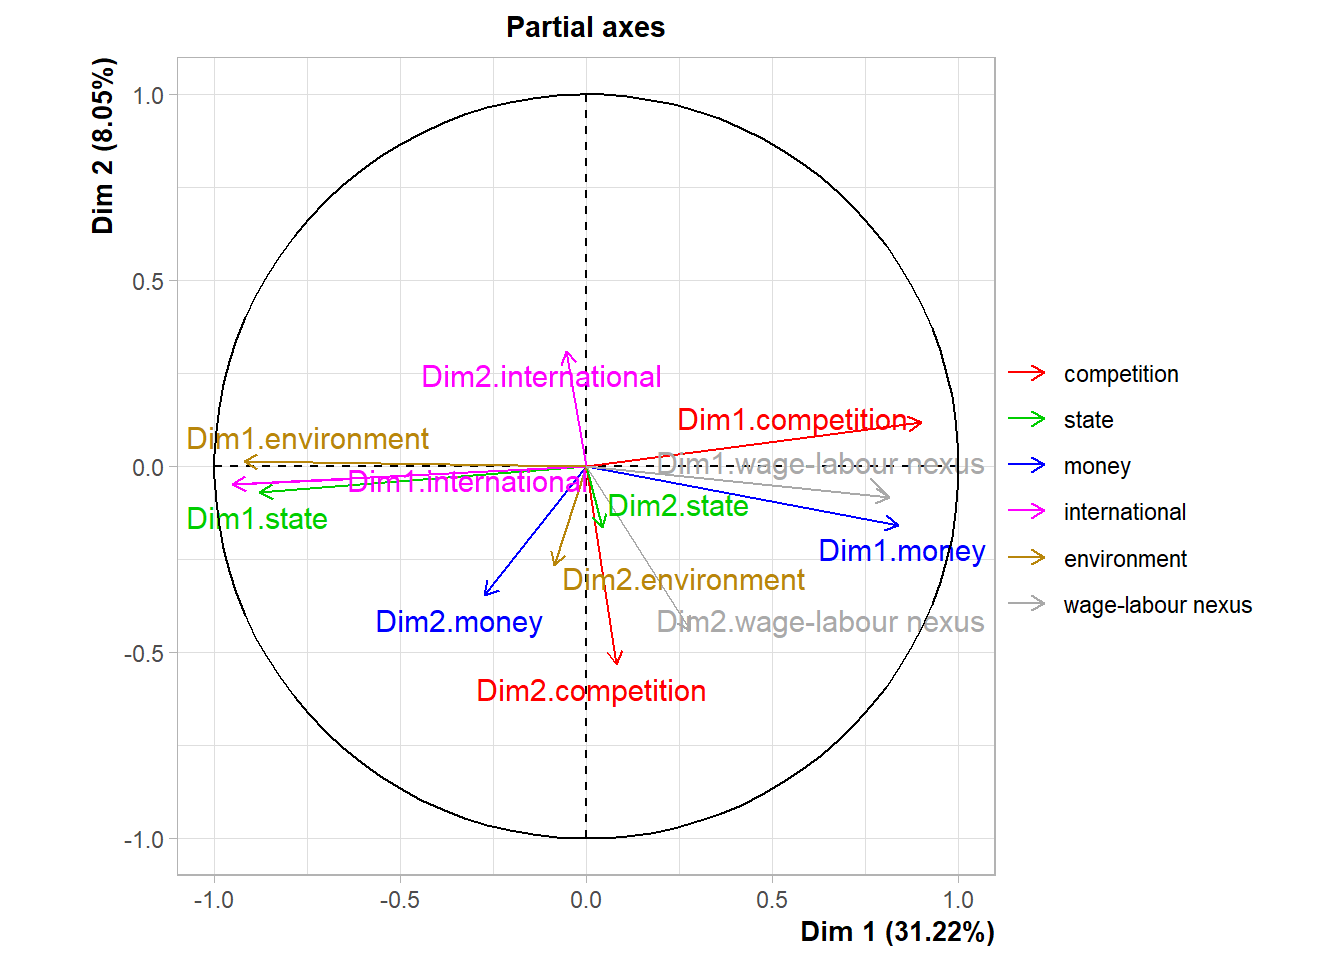 Partial axes
Dim 2 (8.05%)
1.0
0.5
0.0
-0.5
-1.0
Dim2.international
Dim1.competition
Dim1.environment
Dim1.wage-labour nexus
Dim1.international
Dim2.state
Dim1.state
Dim1.money
Dim2.environment
Dim2.money
Dim2.wage-labour nexus
Dim2.competition
-1.0
-0.5
0.0
0.5
1.0
Dim 1 (31.22%)
competition
state
money
international
environment
wage-labour nexus